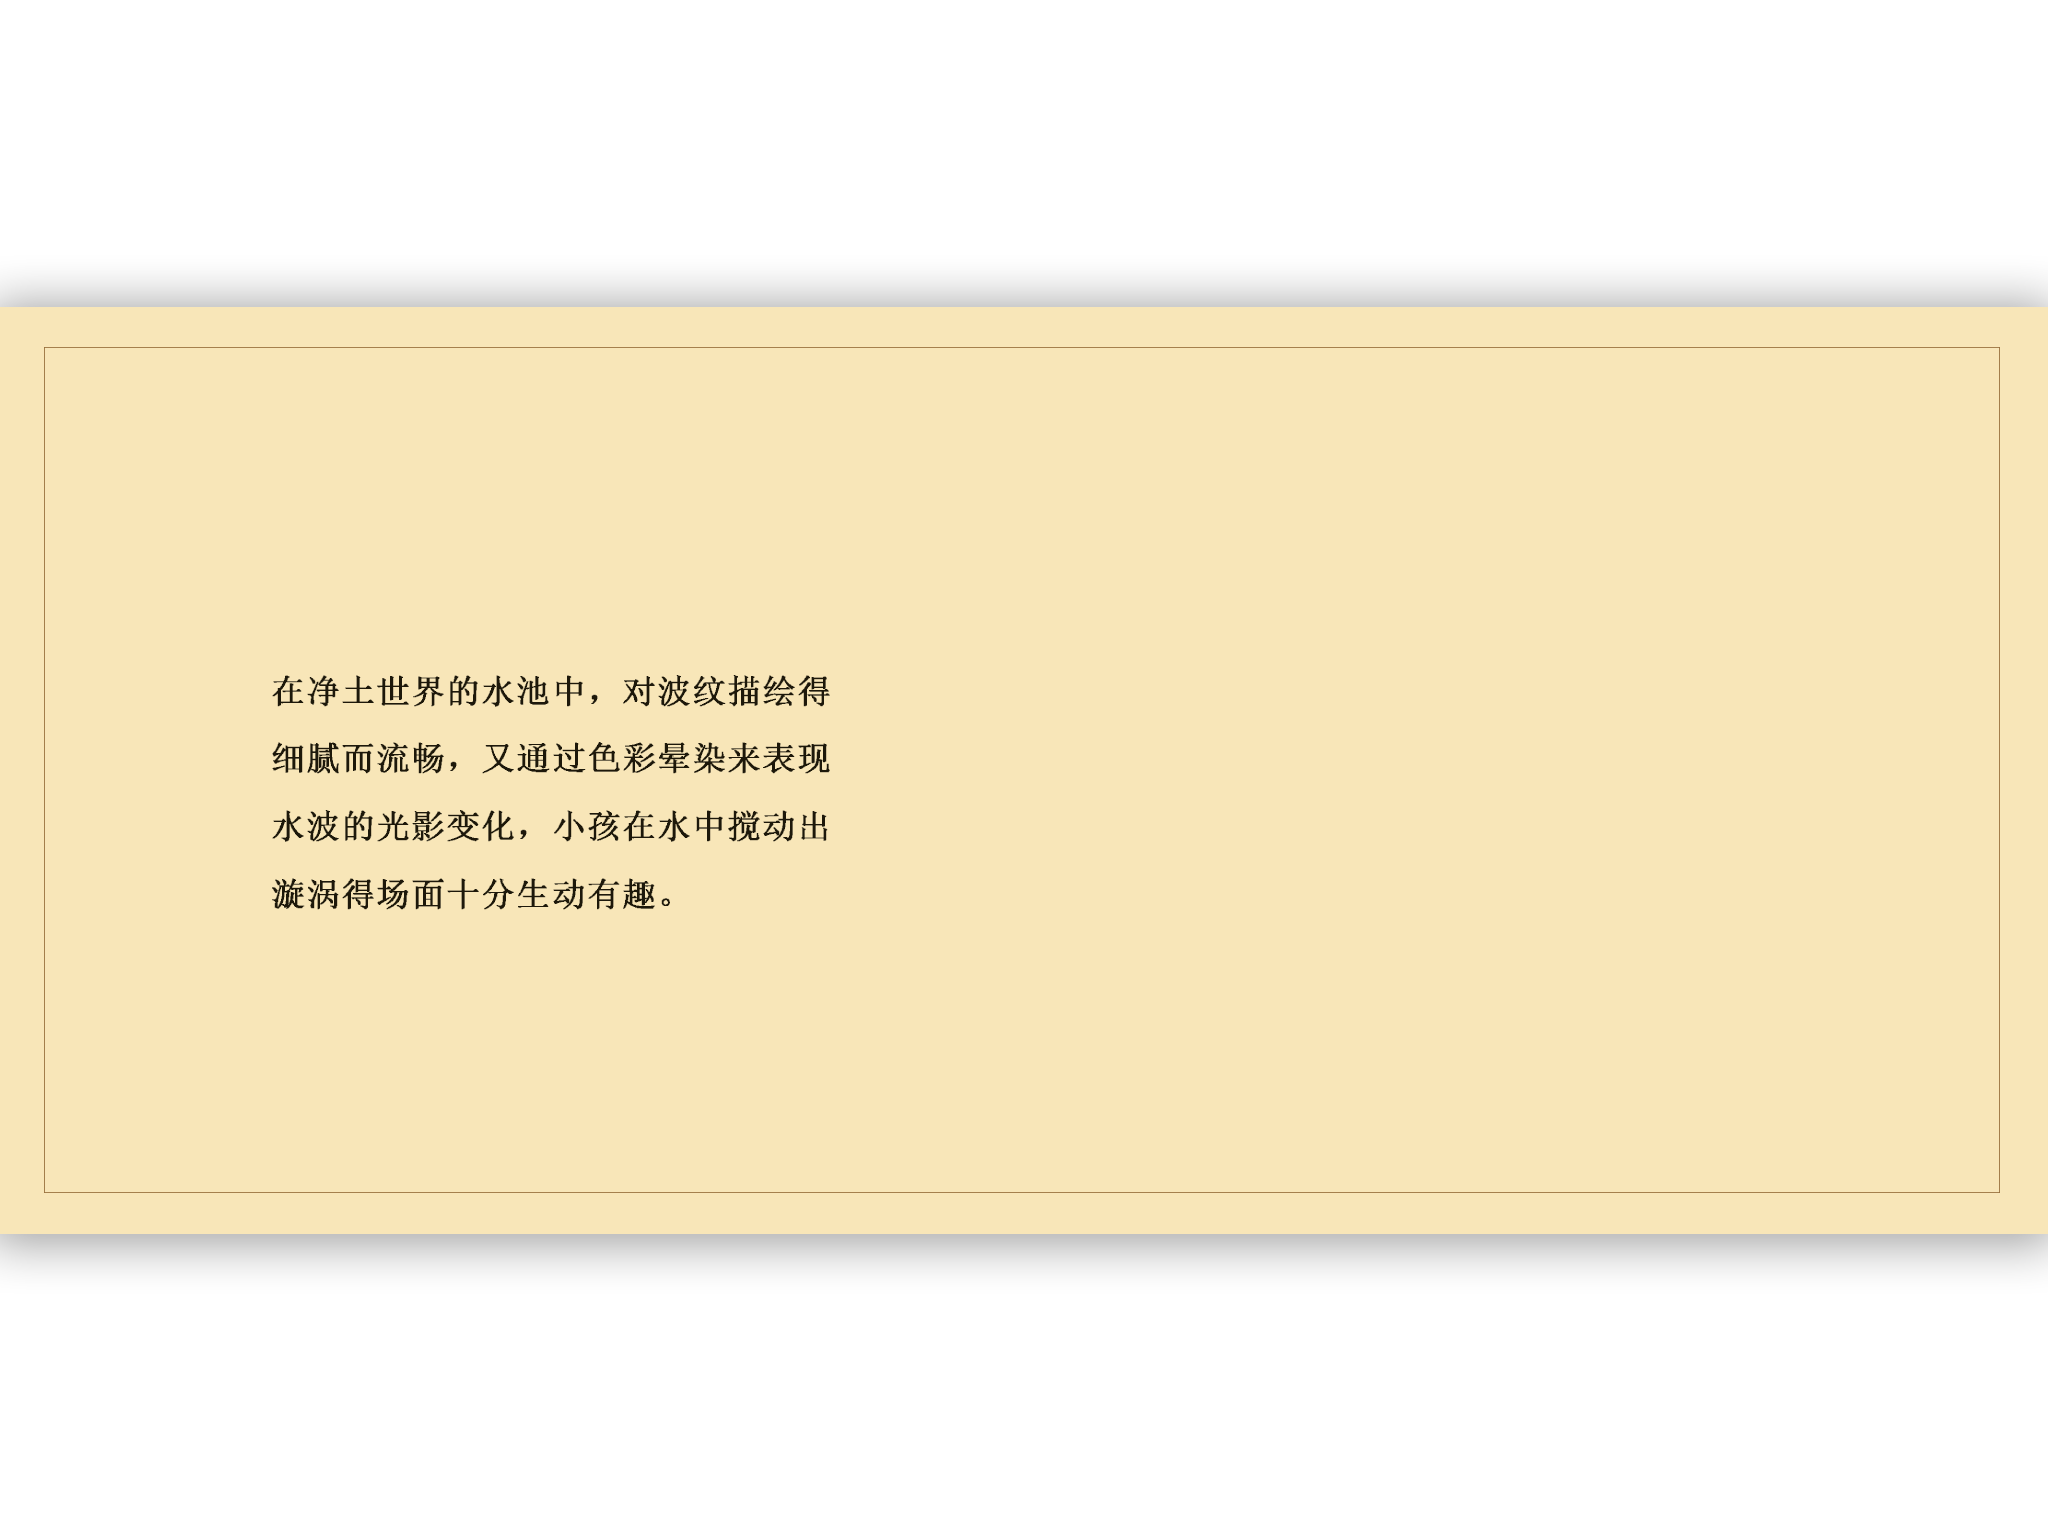 在净土世界的水池中，对波纹描绘得
细腻而流畅，又通过色彩晕染来表现
水波的光影变化，小孩在水中搅动出
漩涡得场面十分生动有趣。